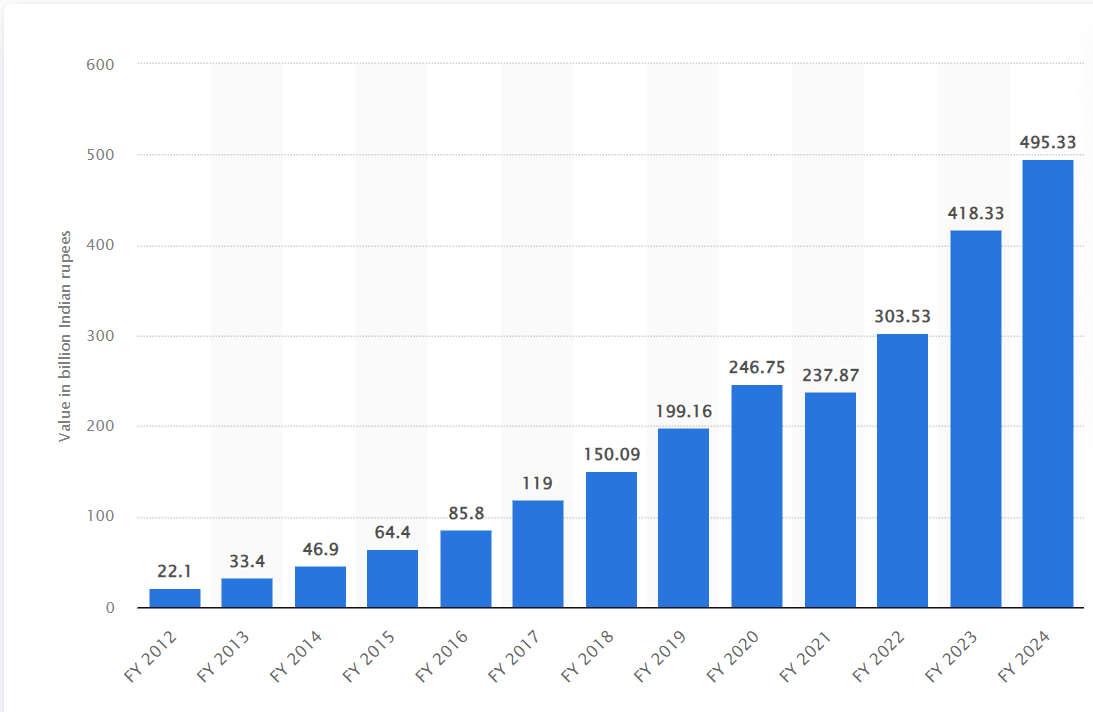 Value in billion Indian rupees
600
500
400
300
200
100
0
22.1
33.4
46.9
64.4
85.8
119
150.09
199.16
246.75
237.87
303.53
418.33
495.33
FY 2012
FY 2013
FY 2014
FY 2015
FY 2016
FY 2017
FY 2018
FY 2019
FY 2020
FY 2021
FY 2022
FY 2023
FY 2024